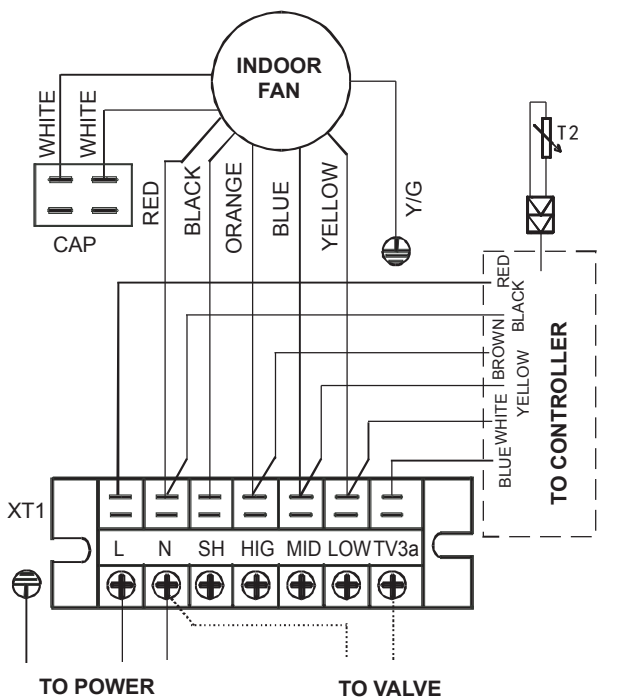 INDOOR
FAN
WHITE
WHITE
CAP
RED
BLACK
ORANGE
BLUE
YELLOW
Y/G
T2
RED
BLACK
BROWN
YELLOW
WHITE
BLUE
TO CONTROLLER
XT1
L N SH HIG MID LOW TV3a
TO POWER
TO VALVE